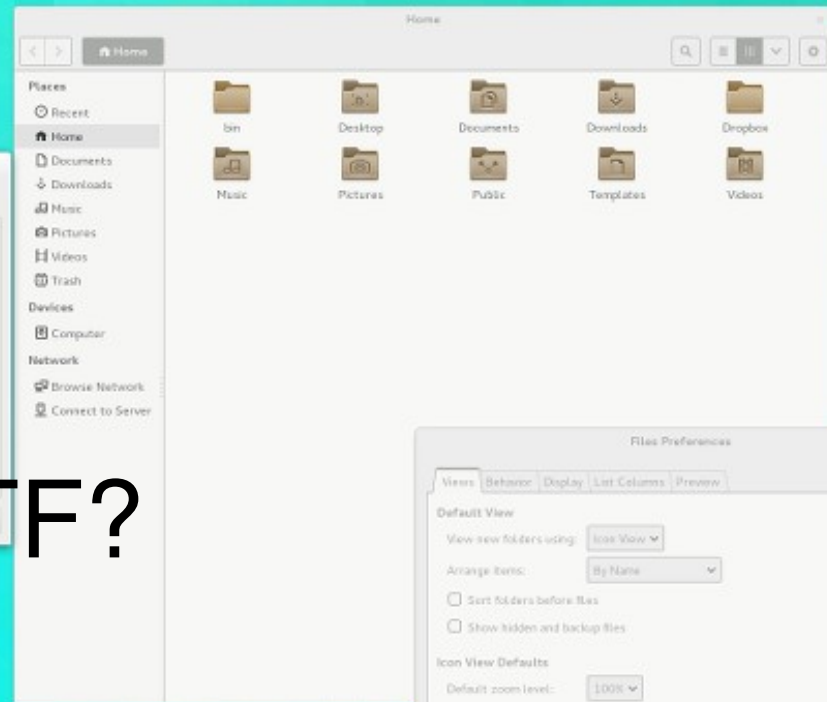 Home
Home
Places
Recent
Home
Documents
Downloads
Music
Pictures
Videos
Trash
Devices
Computer
Network
Browse Network
Connect to Server
bin Desktop Documents Downloads Dropbox
Music Pictures Public Templates Videos
TF?
Files Preferences
Views Behavior Display List Columns Preview
Default View
View new folders using: Icon View
Arrange items: By Name
Sort folders before files
Show hidden and backup files
Icon View Defaults
Default zoom level: 100%